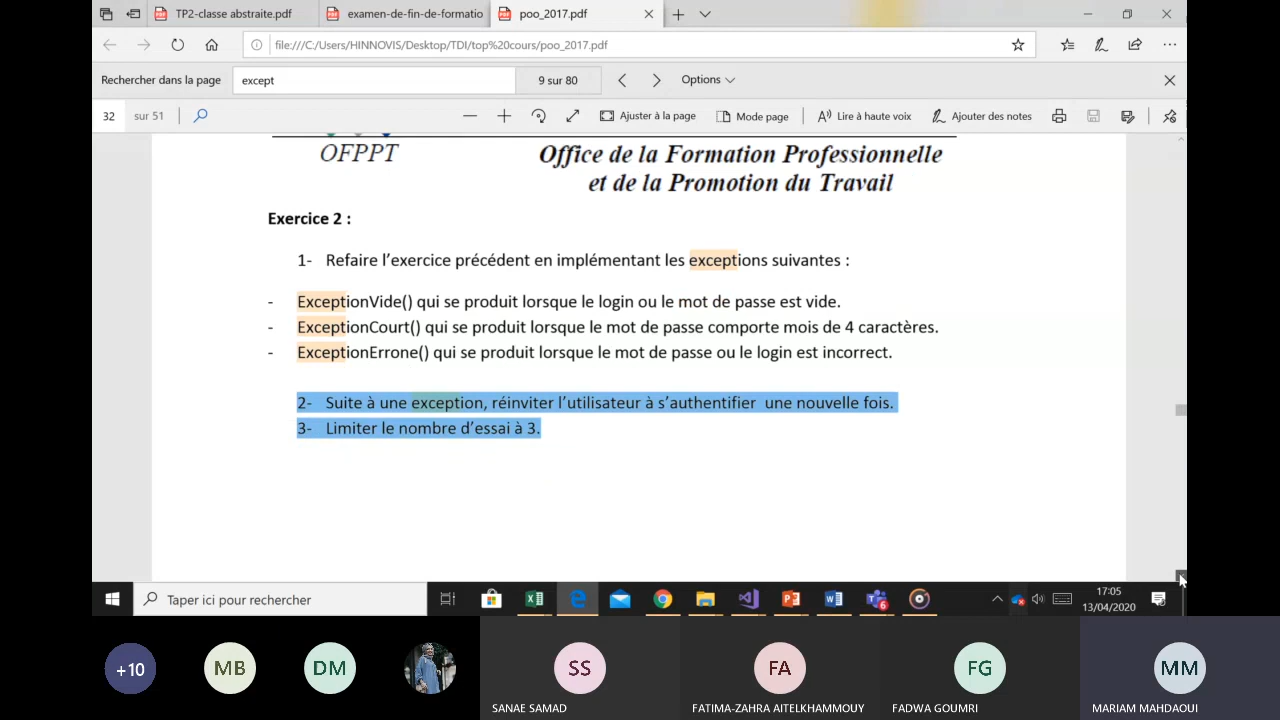 TP2-classe abstraite.pdf
examen-de-fin-de-formatio
poo_2017.pdf
file:///C:/Users/HINNOVIS/Desktop/TDI/top%20cours/poo_2017.pdf
Rechercher dans la page
except
9 sur 80
Options
32
sur 51
Ajuster à la page
Mode page
Lire à haute voix
Ajouter des notes
OFPPT
Office de la Formation Professionnelle
et de la Promotion du Travail
Exercice 2 :
1- Refaire l’exercice précédent en implémentant les exceptions suivantes :
- ExceptionVide() qui se produit lorsque le login ou le mot de passe est vide.
- ExceptionCourt() qui se produit lorsque le mot de passe comporte mois de 4 caractères.
- ExceptionErrone() qui se produit lorsque le mot de passe ou le login est incorrect.
2- Suite à une exception, réinviter l’utilisateur à s’authentifier une nouvelle fois.
3- Limiter le nombre d’essai à 3.
Taper ici pour rechercher
17:05
13/04/2020
+10
MB
DM
SS
FA
FG
MM
SANAE SAMAD
FATIMA-ZAHRA AITELKHAMMOUY
FADWA GOUMRI
MARIAM MAHDAOUI